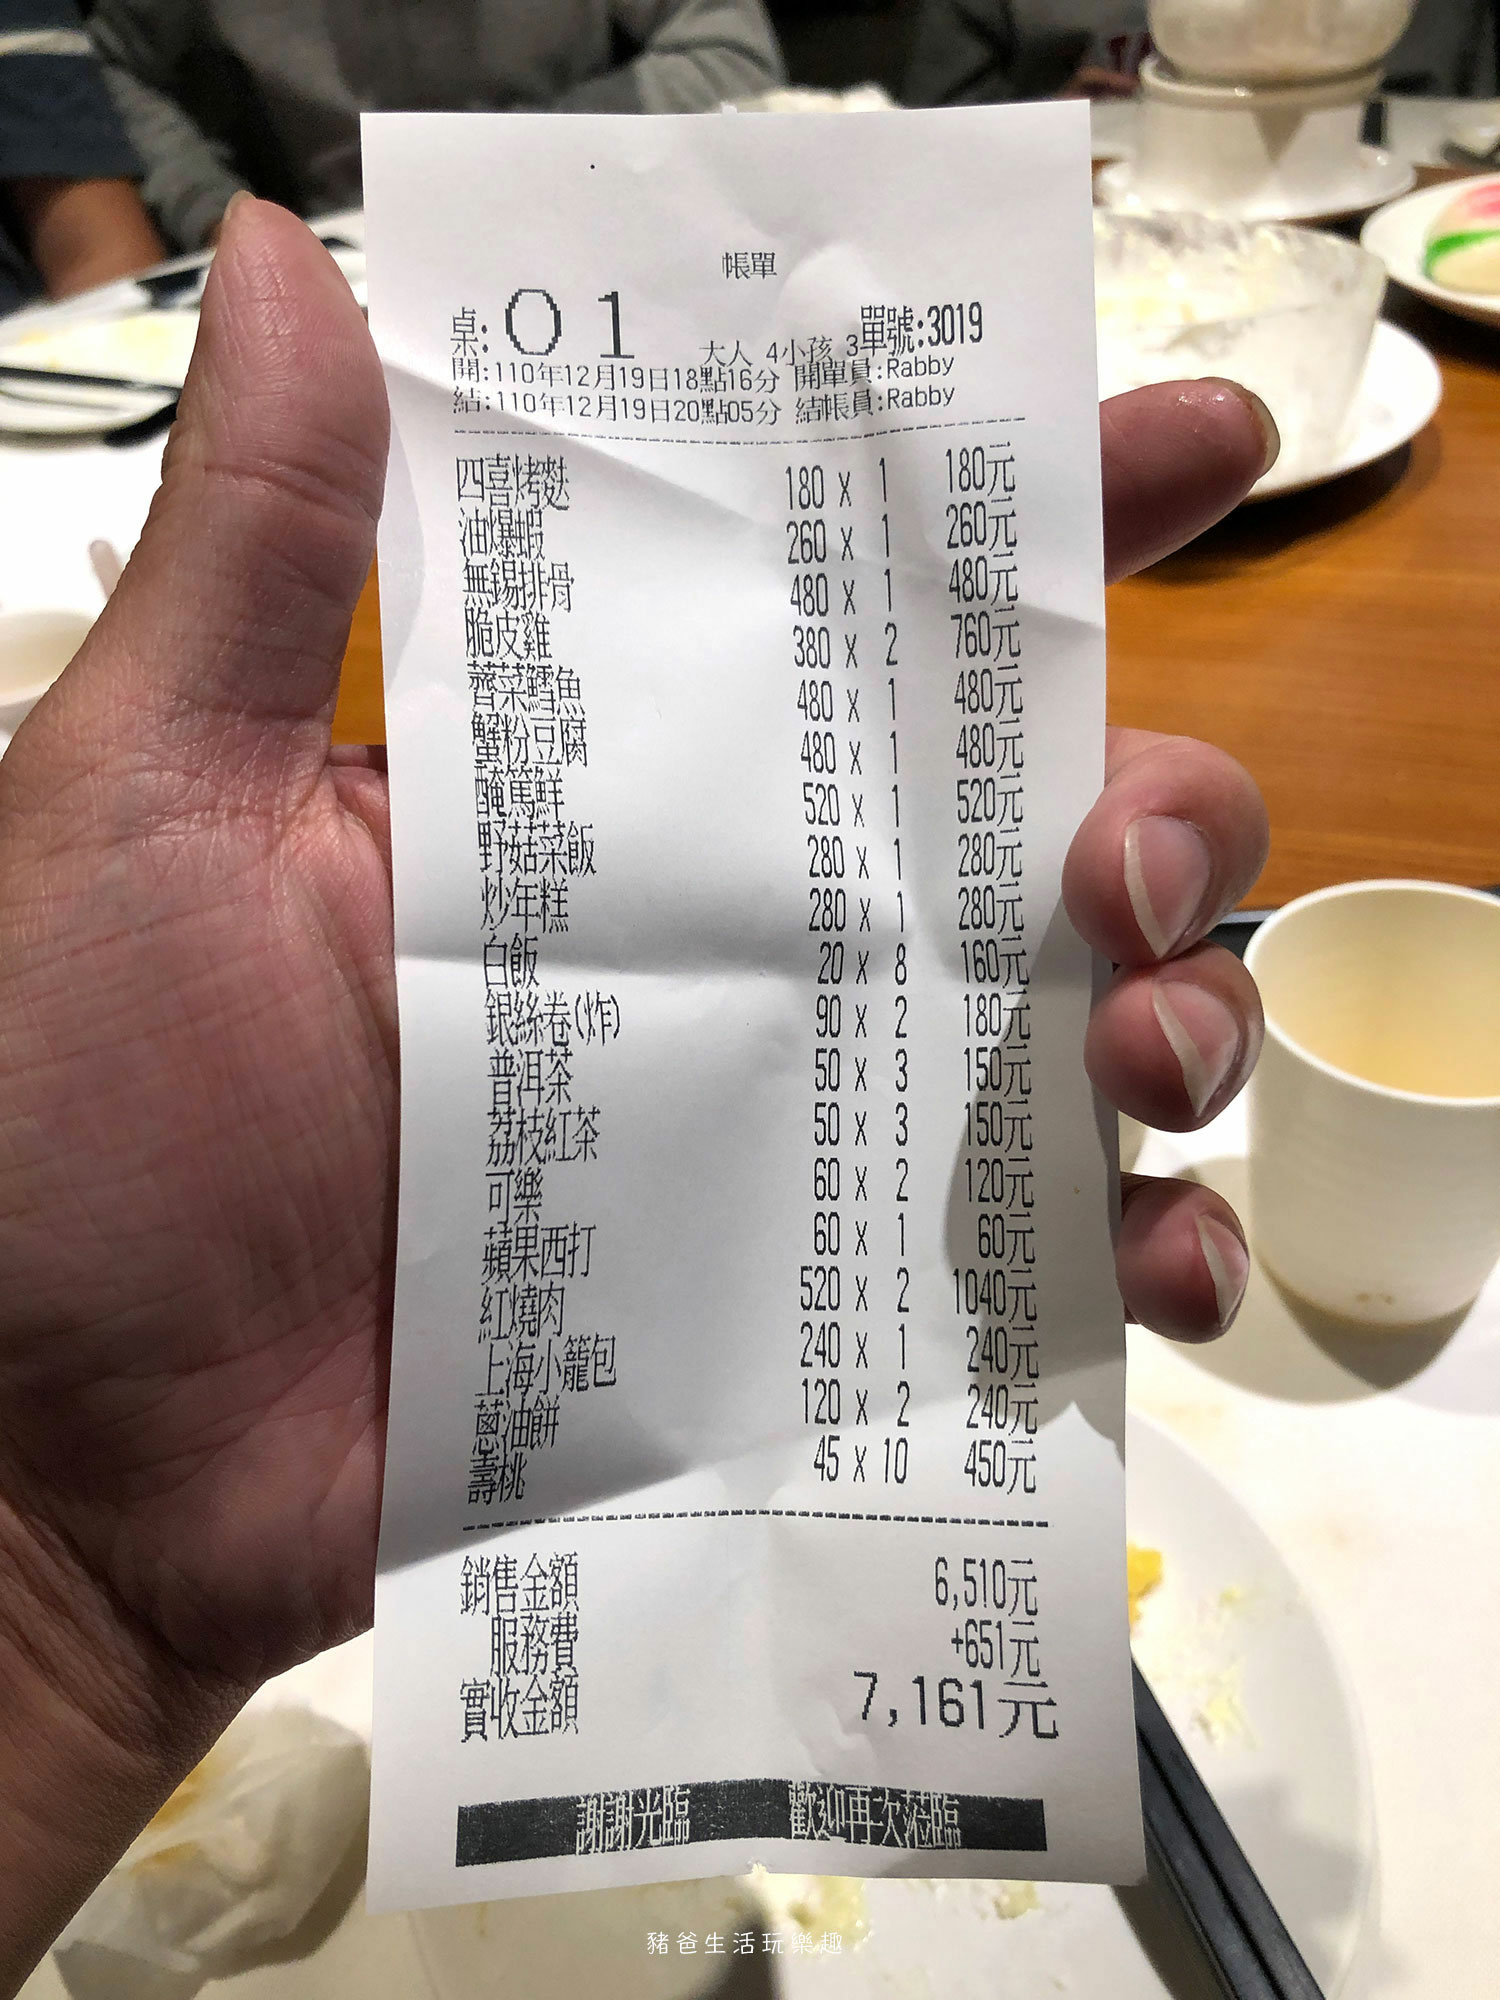 帳單
桌:01 大人 4小孩 3單號:3019
開:110年12月19日18點16分 開單員:Rabby
結:110年12月19日20點05分 結帳員:Rabby
四喜烤麩 180 x 1 180元
油爆蝦 260 x 1 260元
無錫排骨 480 x 1 480元
脆皮雞 380 x 2 760元
薺菜鱈魚 480 x 1 480元
蟹粉豆腐 480 x 1 480元
醃篤鮮 520 x 1 520元
野菇菜飯 280 x 1 280元
炒年糕 280 x 1 280元
白飯 20 x 8 160元
銀絲卷(炸) 90 x 2 180元
普洱茶 50 x 3 150元
荔枝紅茶 50 x 3 150元
可樂 60 x 2 120元
蘋果西打 60 x 1 60元
紅燒肉 520 x 2 1040元
上海小籠包 240 x 1 240元
蔥油餅 120 x 2 240元
壽桃 45 x 10 450元
銷售金額 6,510元
服務費 +651元
實收金額 7,161元
謝謝光臨 歡迎再次蒞臨
豬爸生活玩樂趣